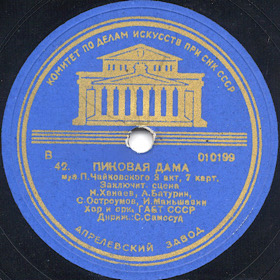 КОМИТЕТ ПО ДЕЛАМ ИСКУССТВ ПРИ СНК СССР
В 010199
42. ПИКОВАЯ ДАМА
муз. П. Чайковского 3 акт, 7 карт.
Заключит. сцена
Н. Ханаев, А. Батурин,
С. Остроумов, И. Маньшавин
Хор и орк. ГАБТ СССР
Дириж.: С. Самосуд
АПРЕЛЕВСКИЙ ЗАВОД